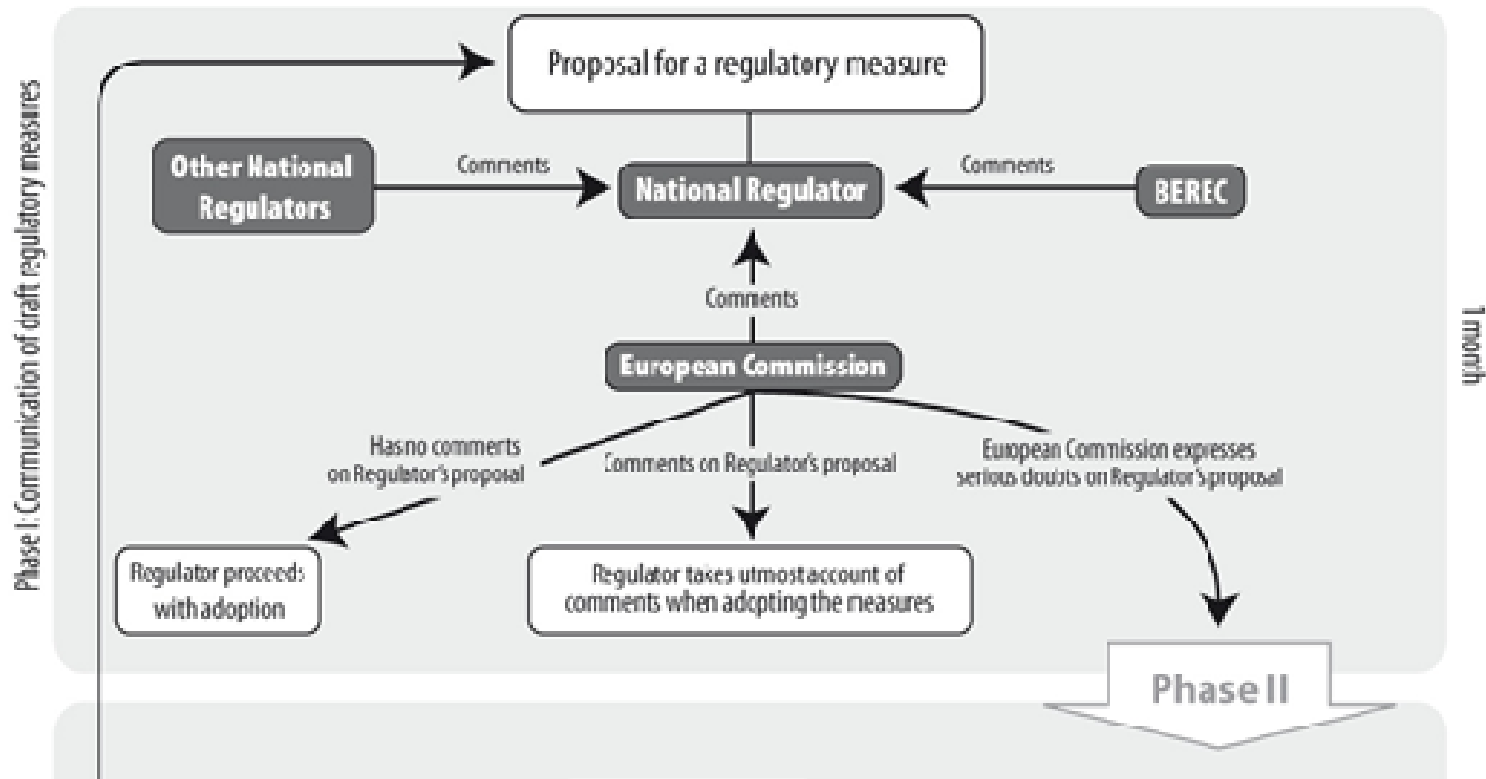 Proposal for a regulatory measure
Other National
Regulators
Comments
National Regulator
Comments
BEREC
Comments
European Commission
Has no comments
on Regulator's proposal
Comments on Regulator's proposal
European Commission expresses
serious doubts on Regulator's proposal
Regulator proceeds
with adoption
Regulator takes utmost account of
comments when adopting the measures
Phase II
Phase I: Communication of draft regulatory measures
1 month